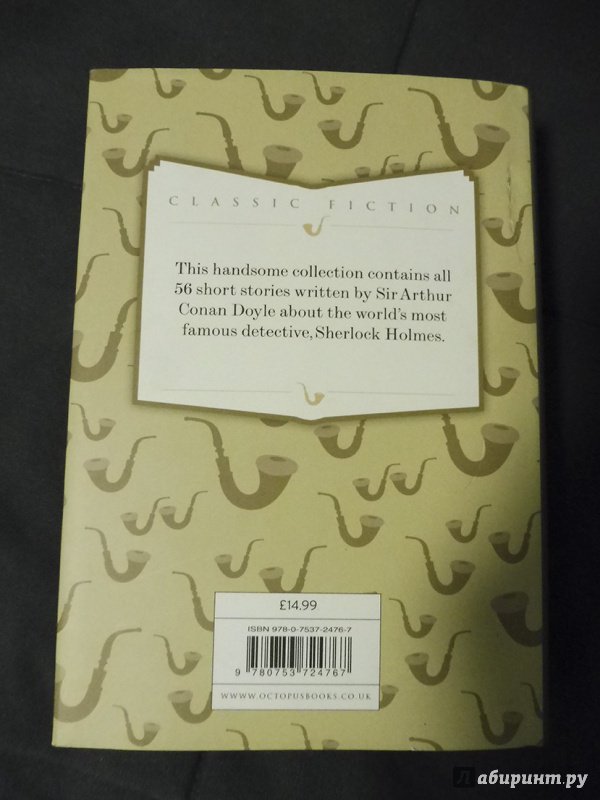 CLASSIC FICTION
This handsome collection contains all
56 short stories written by Sir Arthur
Conan Doyle about the world's most
famous detective, Sherlock Holmes.
£14.99
ISBN 978-0-7537-2476-7
9 780753 724767
WWW.OCTOPUSBOOKS.CO.UK
Лабиринт.ру